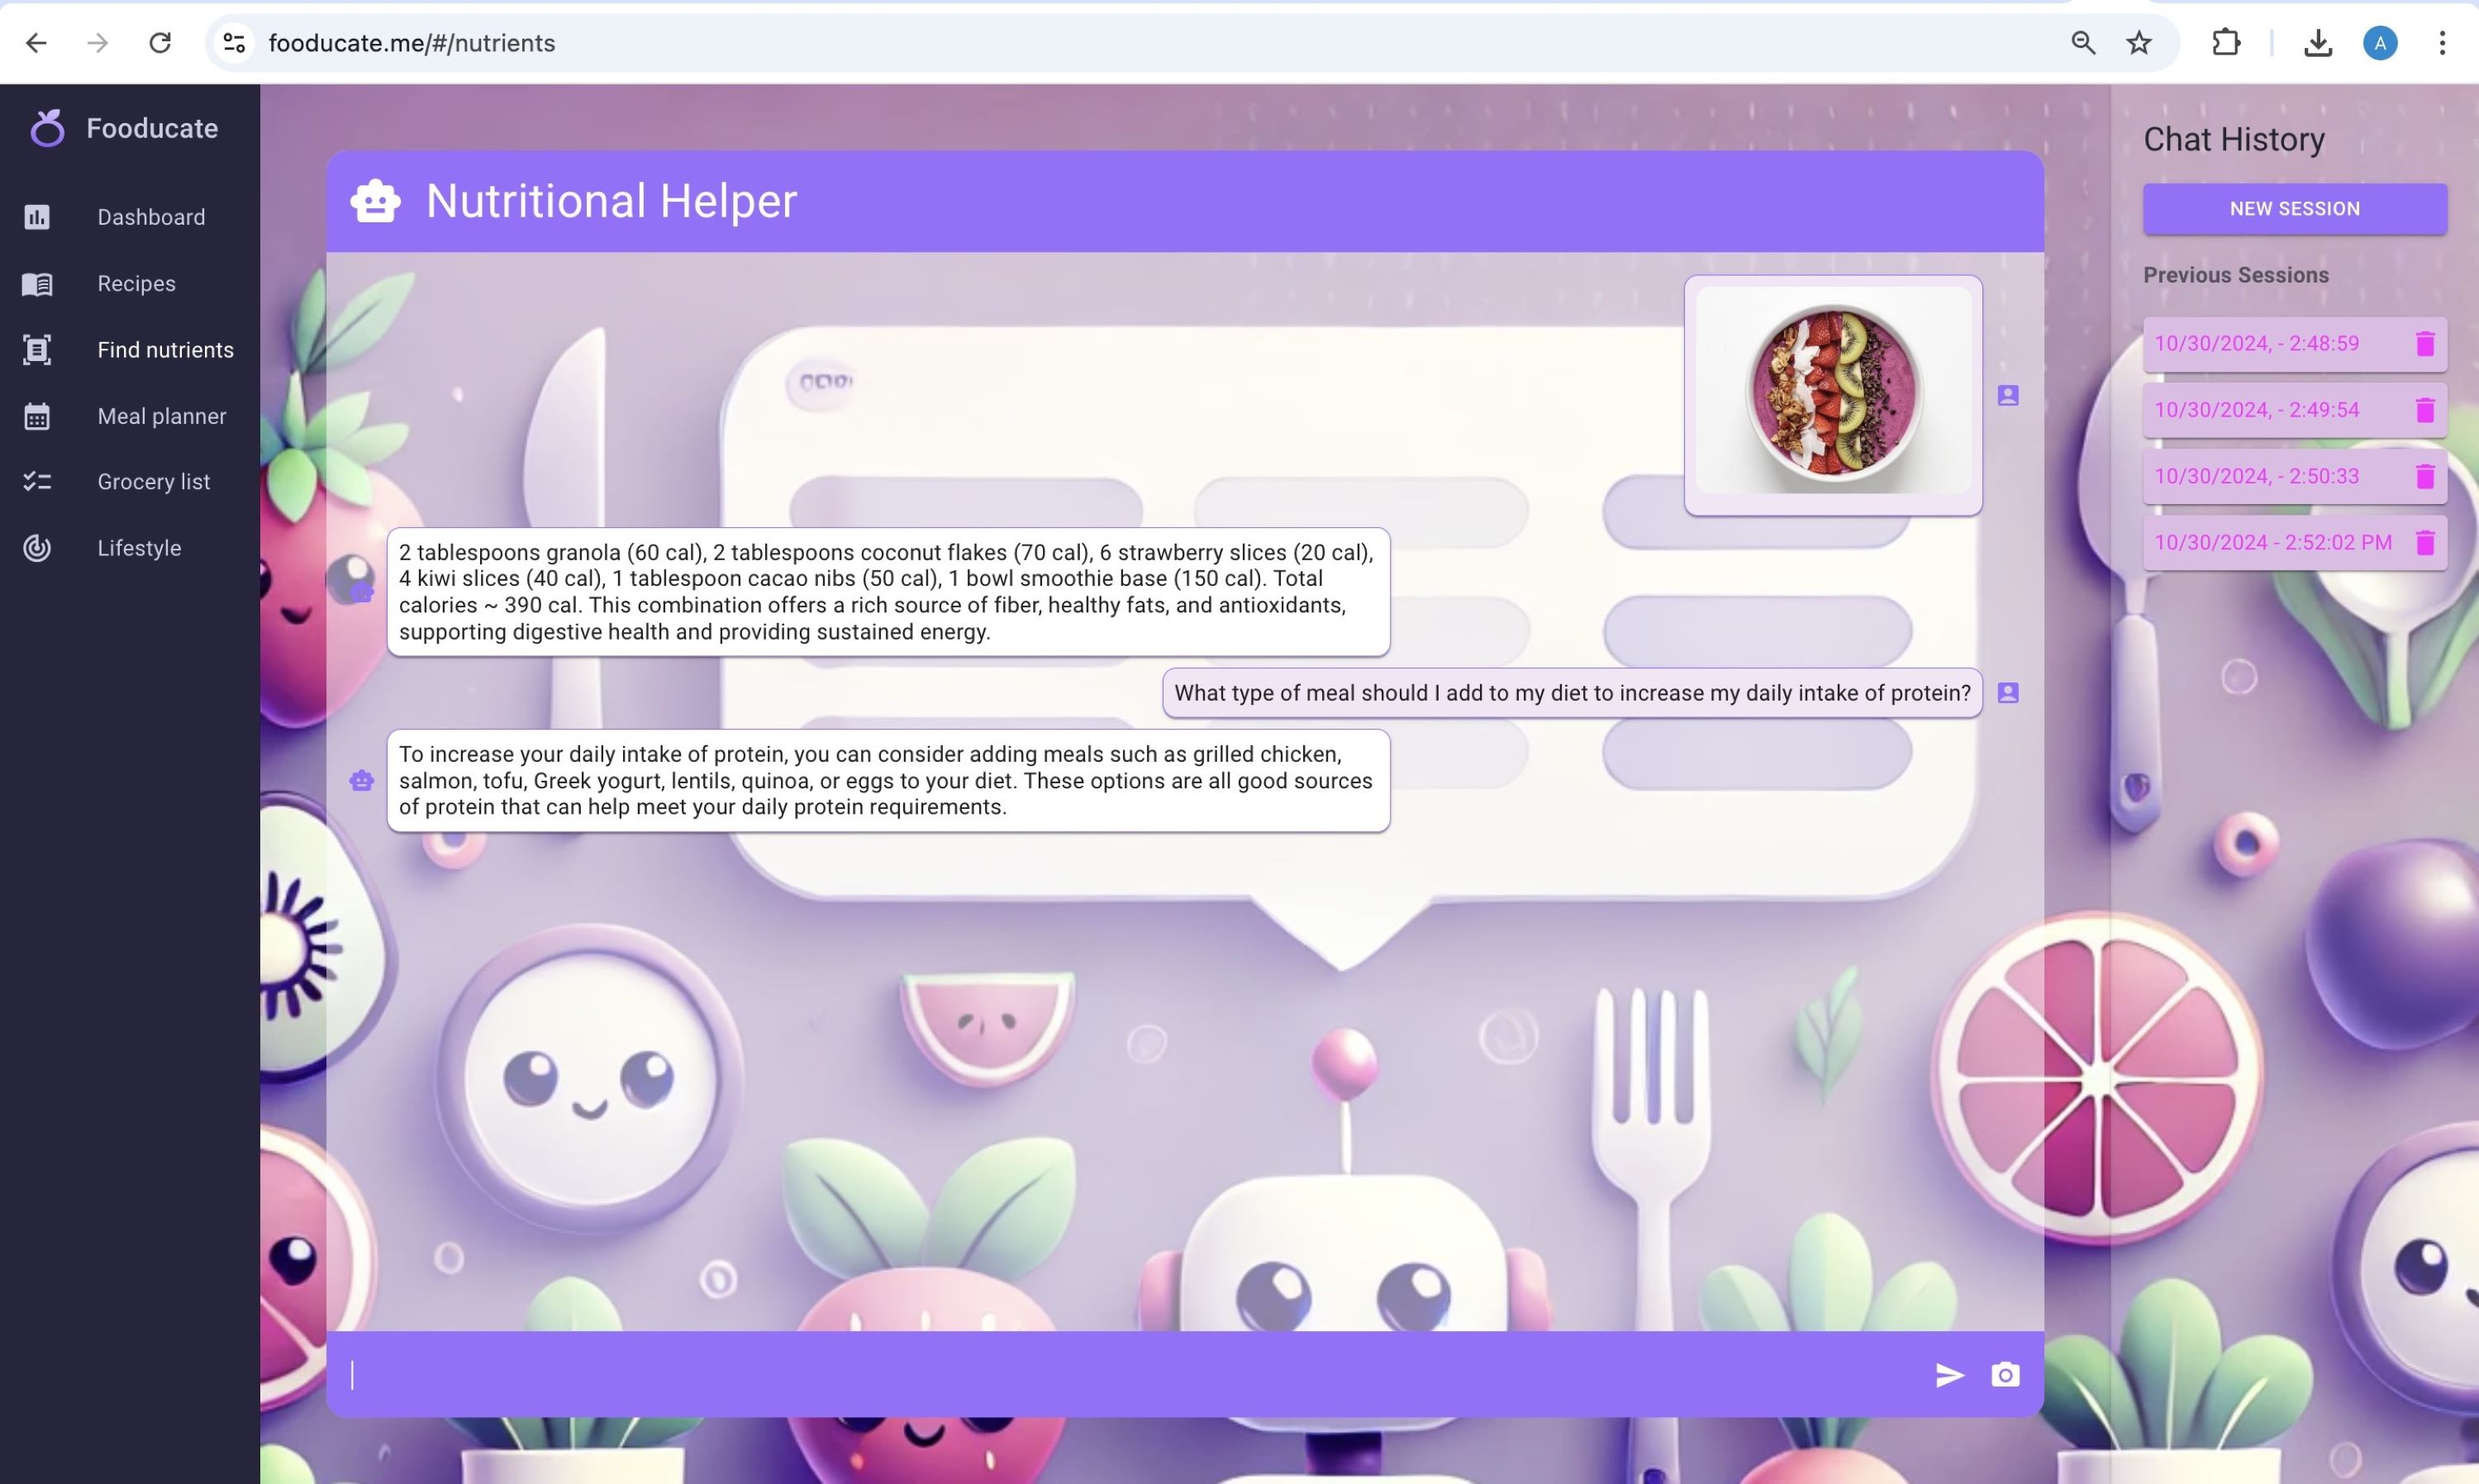 fooducate.me/#/nutrients
A
Fooducate
Dashboard
Recipes
Find nutrients
Meal planner
Grocery list
Lifestyle
Nutritional Helper
2 tablespoons granola (60 cal), 2 tablespoons coconut flakes (70 cal), 6 strawberry slices (20 cal),
4 kiwi slices (40 cal), 1 tablespoon cacao nibs (50 cal), 1 bowl smoothie base (150 cal). Total
calories ~ 390 cal. This combination offers a rich source of fiber, healthy fats, and antioxidants,
supporting digestive health and providing sustained energy.
What type of meal should I add to my diet to increase my daily intake of protein?
To increase your daily intake of protein, you can consider adding meals such as grilled chicken,
salmon, tofu, Greek yogurt, lentils, quinoa, or eggs to your diet. These options are all good sources
of protein that can help meet your daily protein requirements.
Chat History
NEW SESSION
Previous Sessions
10/30/2024, - 2:48:59
10/30/2024, - 2:49:54
10/30/2024, - 2:50:33
10/30/2024 - 2:52:02 PM